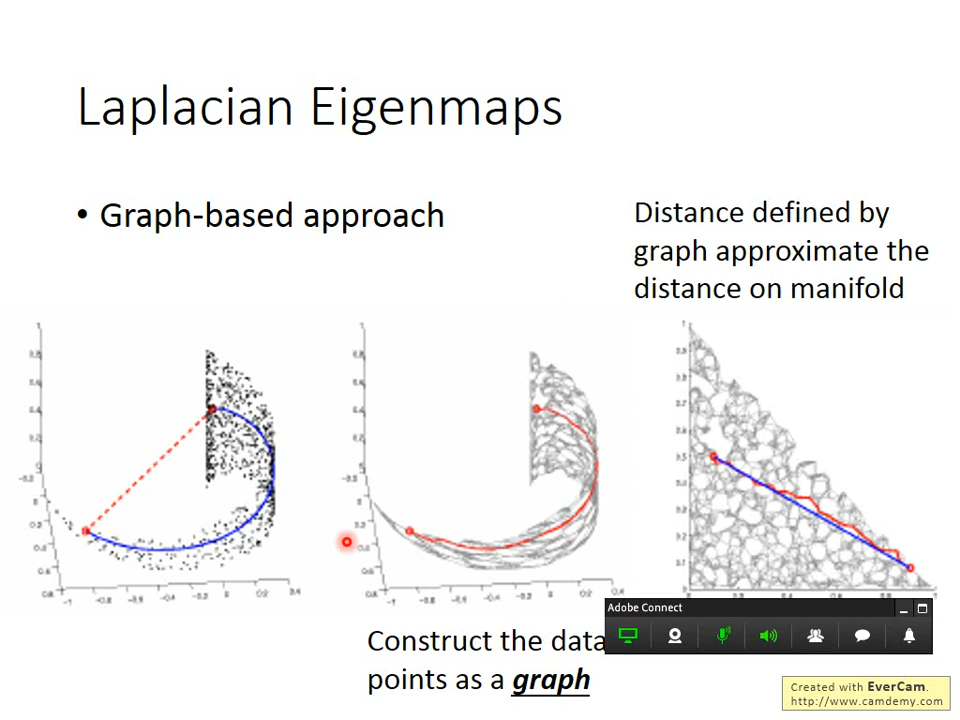 Laplacian Eigenmaps
• Graph-based approach
Distance defined by
graph approximate the
distance on manifold
Construct the data
points as a graph
Adobe Connect
Created with EverCam.
http://www.camdemy.com